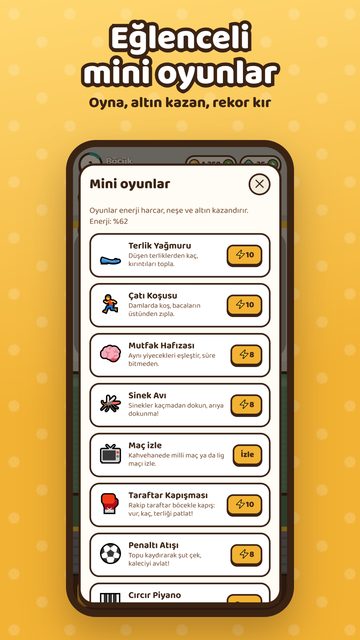 Eğlenceli
mini oyunlar
Oyna, altın kazan, rekor kır
Böcük
Mini oyunlar
Oyunlar enerji harcar, neşe ve altın kazandırır.
Enerji: %62
Terlik Yağmuru
Düşen terliklerden kaç,
kırıntıları topla.
10
Çatı Koşusu
Damlarda koş, bacaların
üstünden zıpla.
10
Mutfak Hafızası
Aynı yiyecekleri eşleştir, süre
bitmeden.
8
Sinek Avı
Sinekler kaçmadan dokun, arıya
dokunma!
8
Maç izle
Kahvehanede milli maç ya da lig
maçı izle.
İzle
Taraftar Kapışması
Rakip taraftar böcekle kapış:
vur, kaç, terliği patlat!
10
Penaltı Atışı
Topu kaydırarak şut çek,
kaleciyi avla!
8
Cırcır Piyano